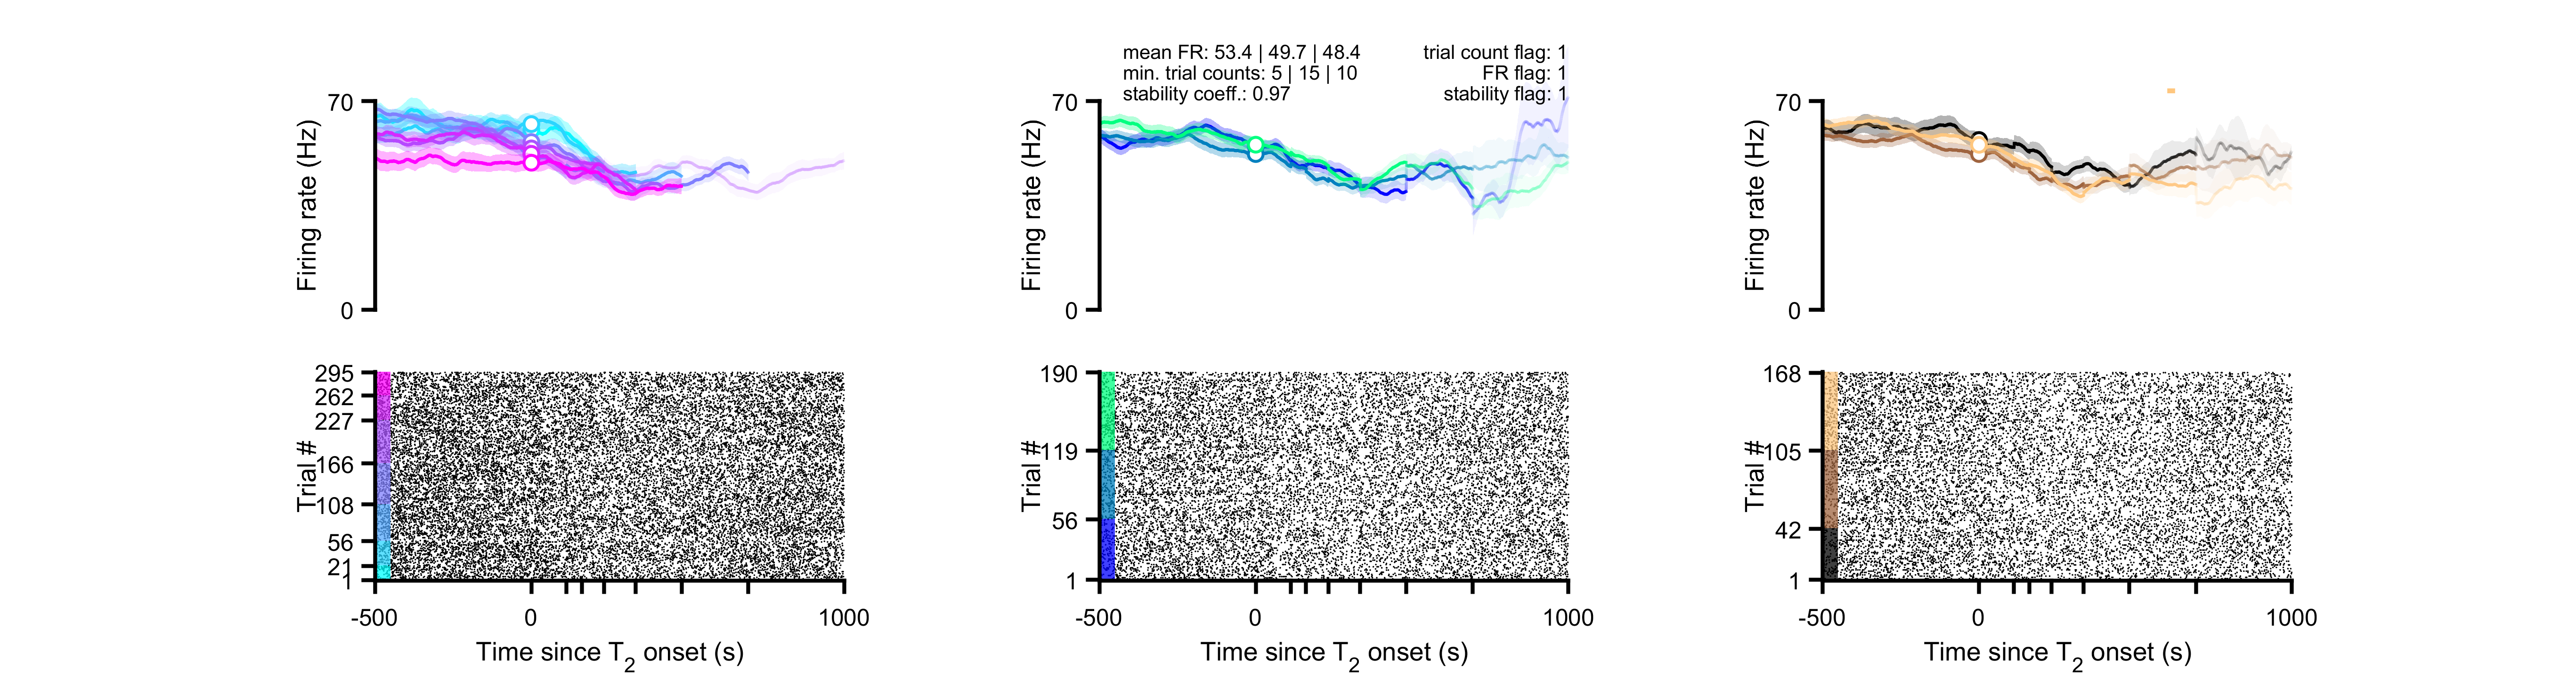 mean FR: 53.4 | 49.7 | 48.4
min. trial counts: 5 | 15 | 10
stability coeff.: 0.97
trial count flag: 1
FR flag: 1
stability flag: 1
70
0
Firing rate (Hz)
70
0
Firing rate (Hz)
70
0
Firing rate (Hz)
295
262
227
166
108
56
21
1
Trial #
-500
0
1000
Time since T2 onset (s)
190
119
56
1
Trial #
-500
0
1000
Time since T2 onset (s)
168
105
42
1
Trial #
-500
0
1000
Time since T2 onset (s)